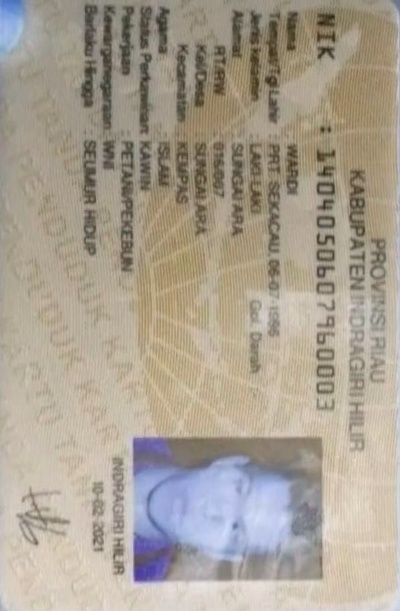 PROVINSI RIAU
KABUPATEN INDRAGIRI HILIR
NIK : 1404050607960003
Nama : WARDI
Tempat/Tgl Lahir : PRT. SEKACAU, 06-07-1996
Jenis kelamin : LAKI-LAKI Gol. Darah : -
Alamat : SUNGAI ARA
RT/RW : 016/007
Kel/Desa : SUNGAI ARA
Kecamatan : KEMPAS
Agama : ISLAM
Status Perkawinan: KAWIN
Pekerjaan : PETANI/PEKEBUN
Kewarganegaraan: WNI
Berlaku Hingga : SEUMUR HIDUP
INDRAGIRI HILIR
10-02-2021